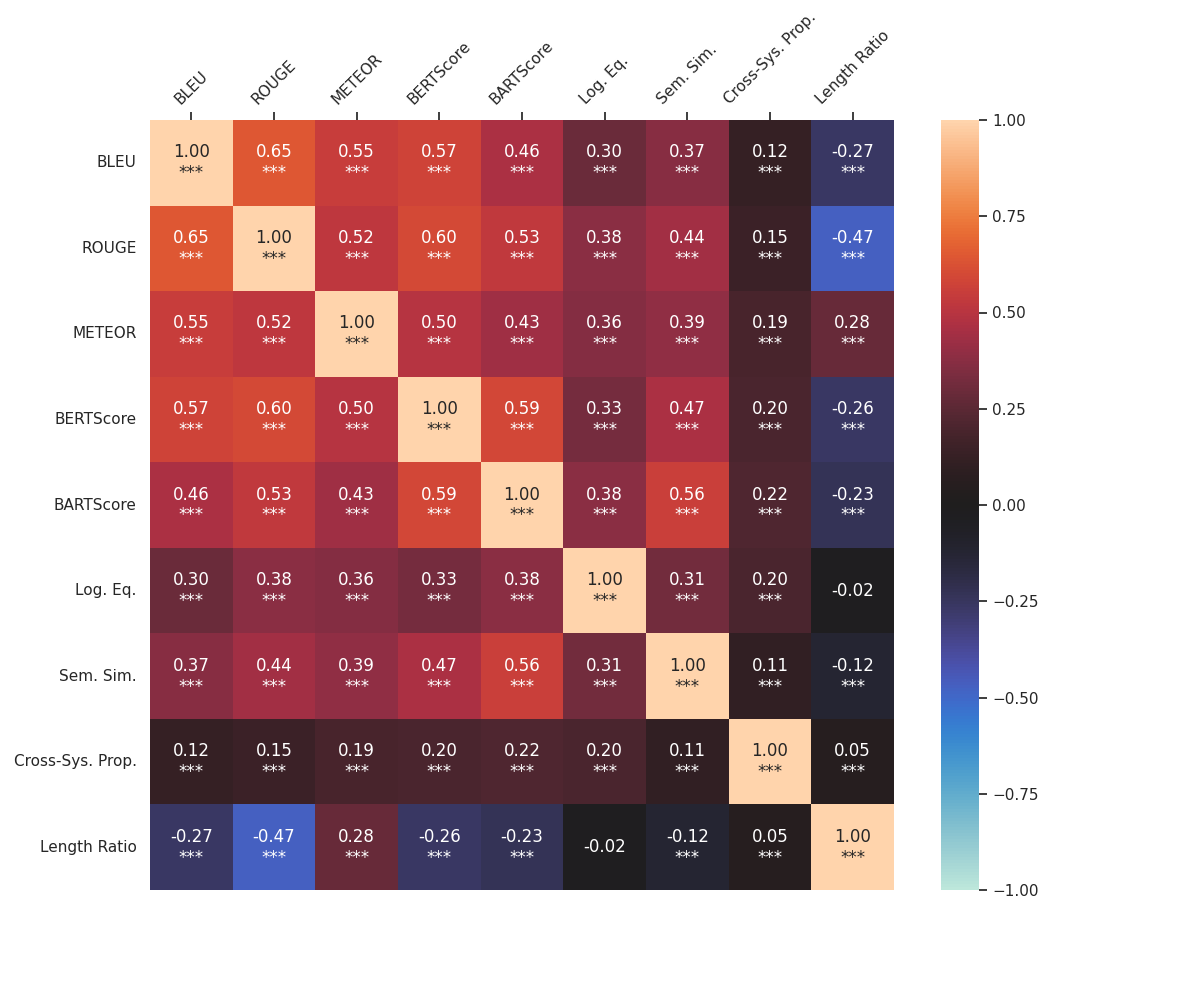 BLEU ROUGE METEOR BERTScore BARTScore Log. Eq. Sem. Sim. Cross-Sys. Prop. Length Ratio
BLEU 1.00 0.65 0.55 0.57 0.46 0.30 0.37 0.12 -0.27
*** *** *** *** *** *** *** *** ***
ROUGE 0.65 1.00 0.52 0.60 0.53 0.38 0.44 0.15 -0.47
*** *** *** *** *** *** *** *** ***
METEOR 0.55 0.52 1.00 0.50 0.43 0.36 0.39 0.19 0.28
*** *** *** *** *** *** *** *** ***
BERTScore 0.57 0.60 0.50 1.00 0.59 0.33 0.47 0.20 -0.26
*** *** *** *** *** *** *** *** ***
BARTScore 0.46 0.53 0.43 0.59 1.00 0.38 0.56 0.22 -0.23
*** *** *** *** *** *** *** *** ***
Log. Eq. 0.30 0.38 0.36 0.33 0.38 1.00 0.31 0.20 -0.02
*** *** *** *** *** *** *** ***
Sem. Sim. 0.37 0.44 0.39 0.47 0.56 0.31 1.00 0.11 -0.12
*** *** *** *** *** *** *** *** ***
Cross-Sys. Prop. 0.12 0.15 0.19 0.20 0.22 0.20 0.11 1.00 0.05
*** *** *** *** *** *** *** *** ***
Length Ratio -0.27 -0.47 0.28 -0.26 -0.23 -0.02 -0.12 0.05 1.00
*** *** *** *** *** *** *** ***
1.00
0.75
0.50
0.25
0.00
−0.25
−0.50
−0.75
−1.00